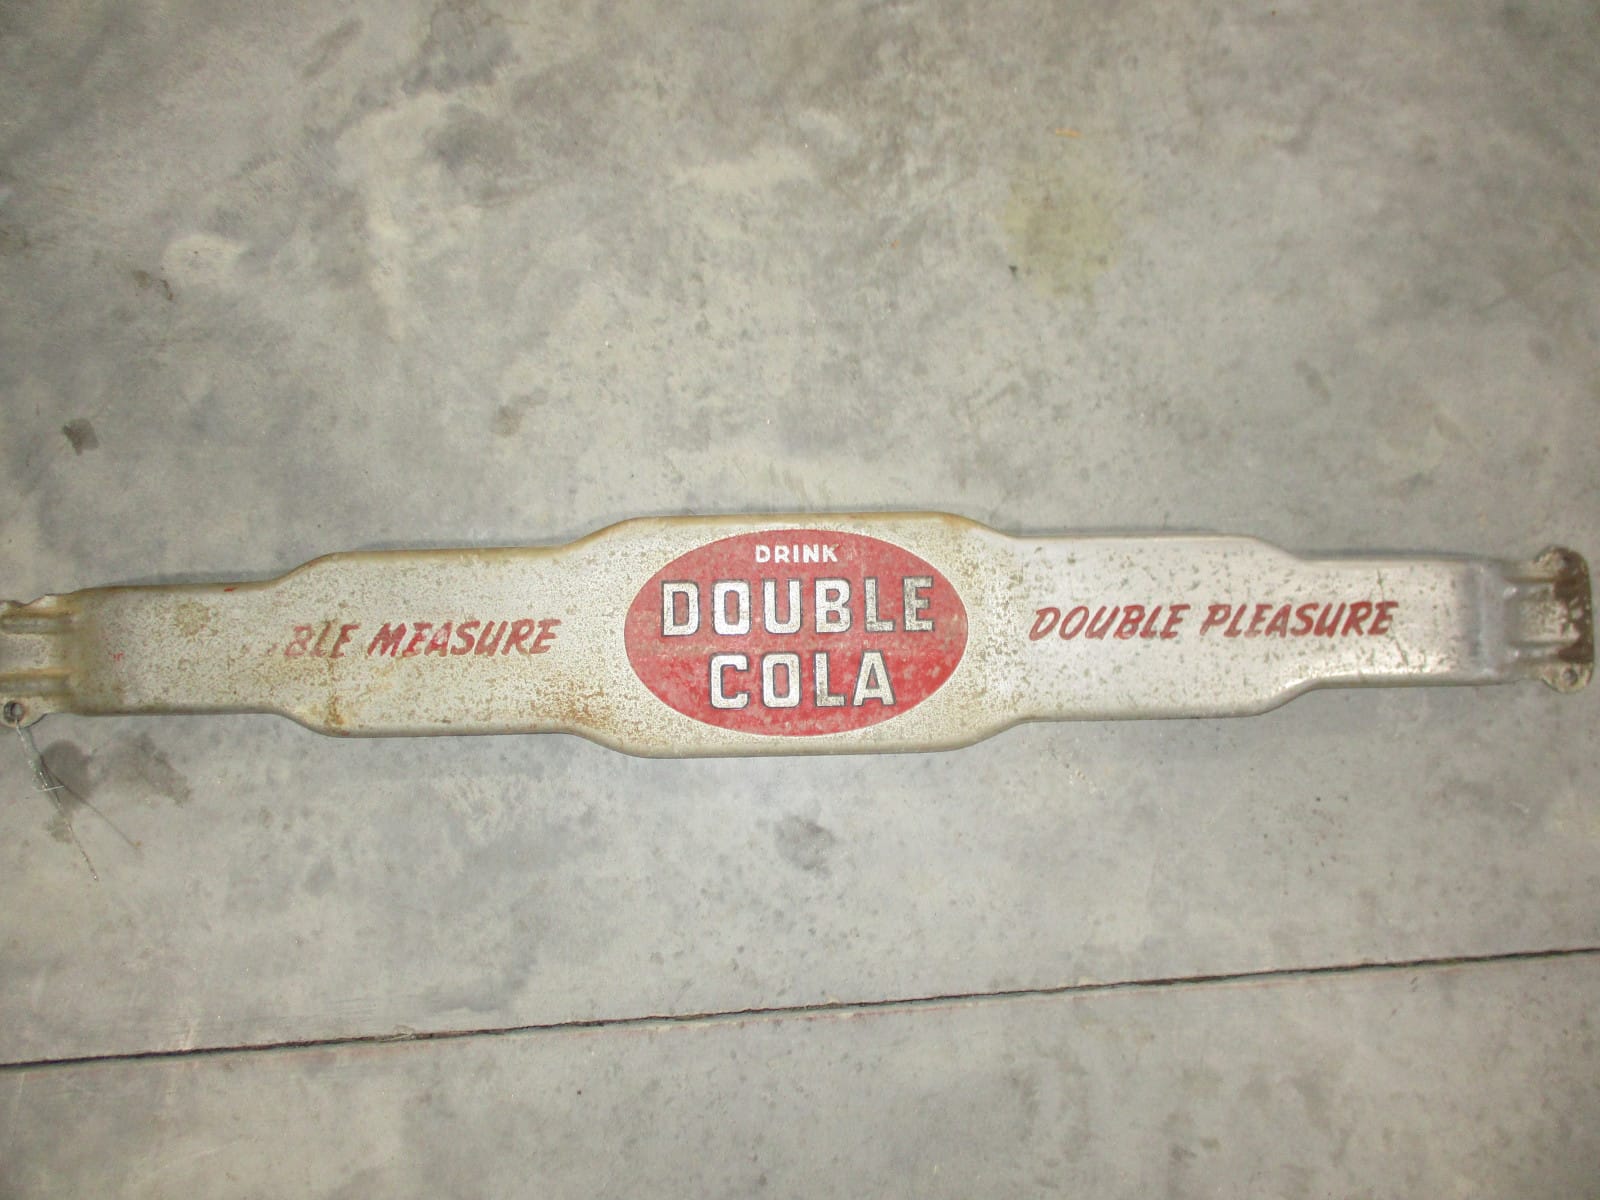 BLE MEASURE
DRINK
DOUBLE
COLA
DOUBLE PLEASURE